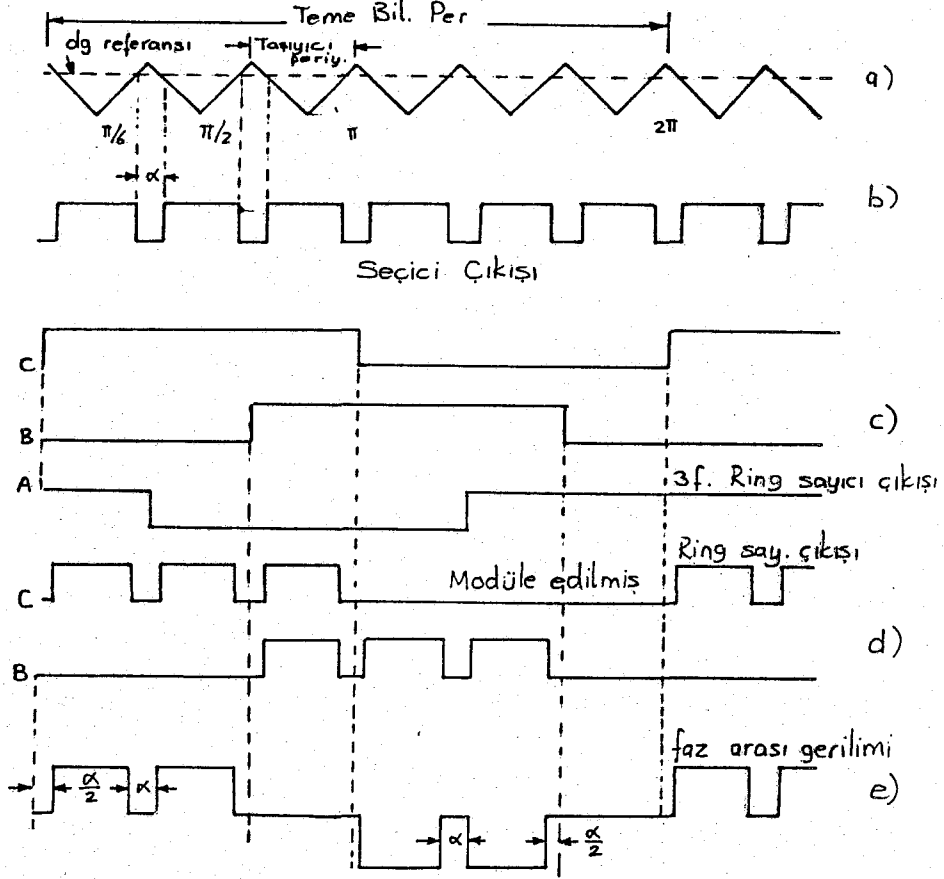 Teme Bil. Per
dg referansı
Taşıyıcı
periy.
a)
π/6
π/2
π
2π
α
b)
Seçici Çıkışı
C
B
c)
A
3f. Ring sayıcı çıkışı
Ring say. çıkışı
C
Modüle edilmiş
d)
B
faz arası gerilimi
α/2
α
e)
α
α/2